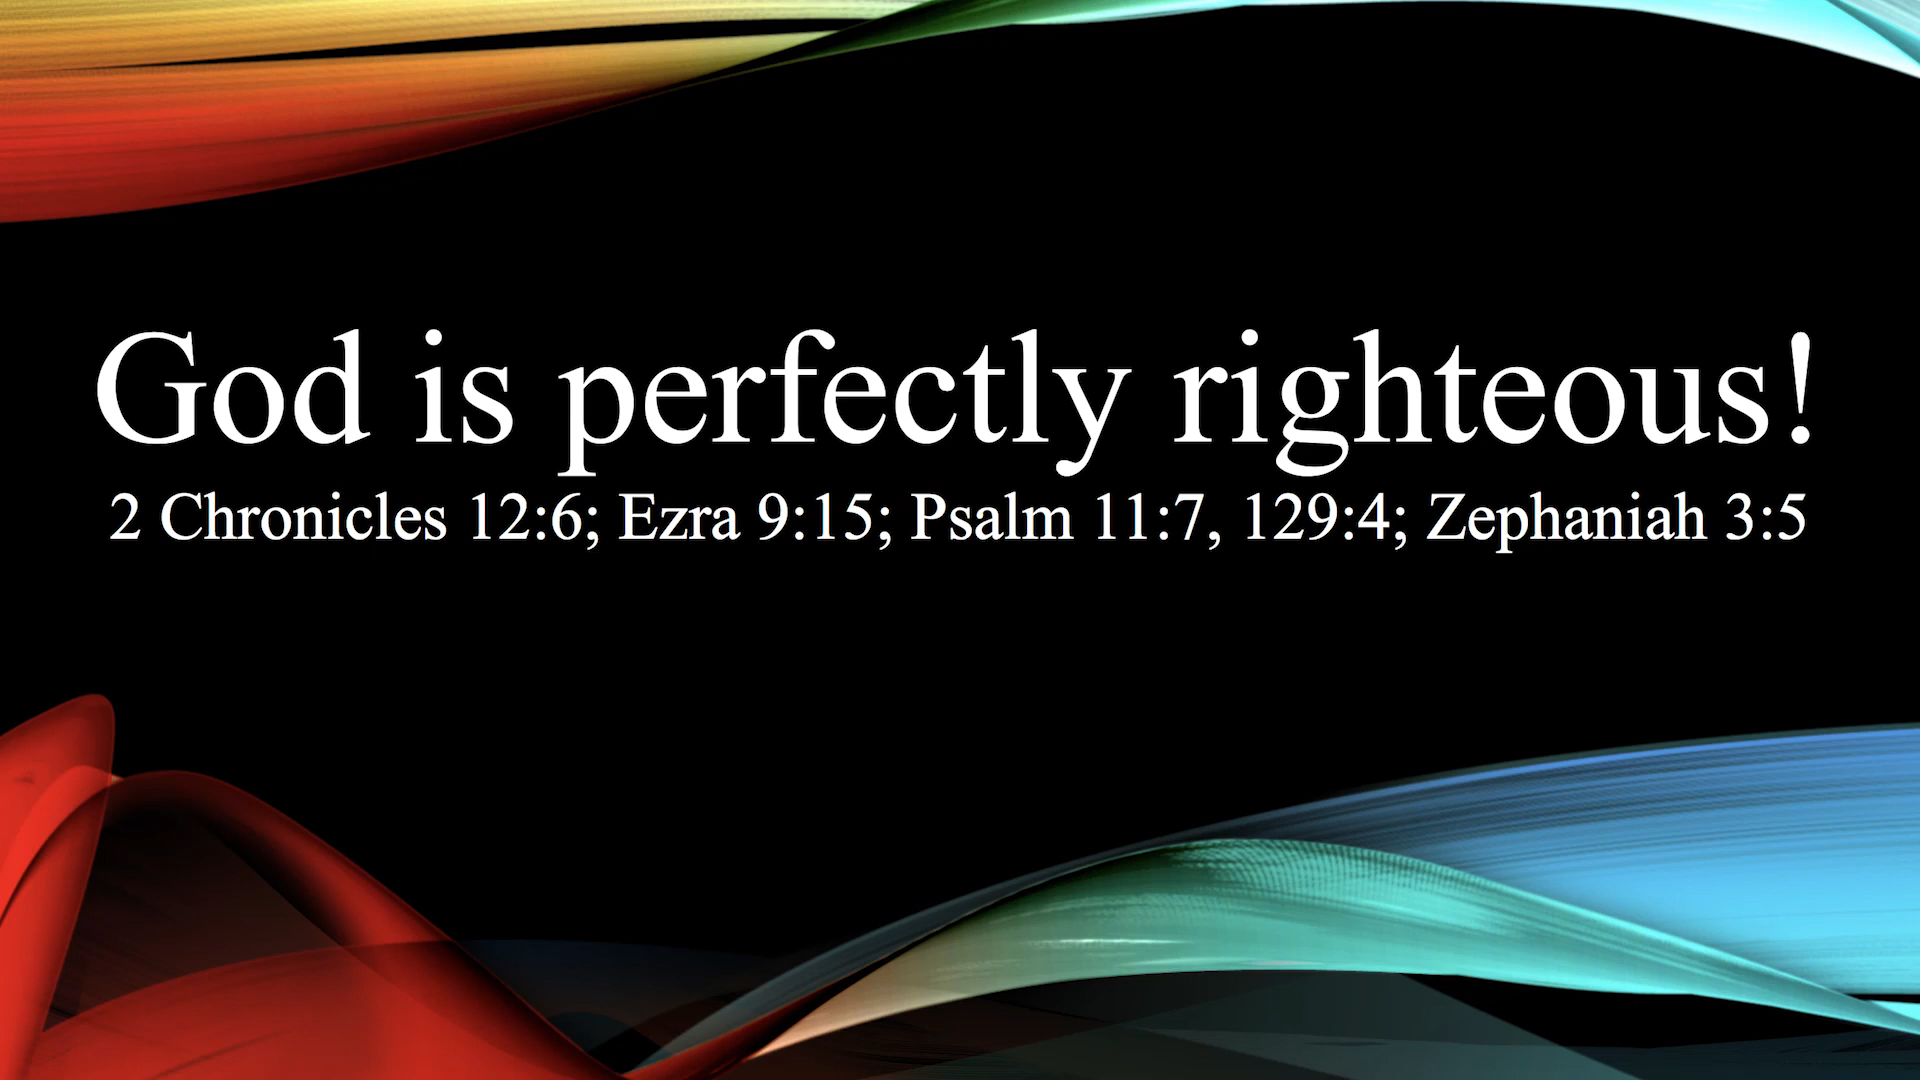 God is perfectly righteous!
2 Chronicles 12:6; Ezra 9:15; Psalm 11:7, 129:4; Zephaniah 3:5